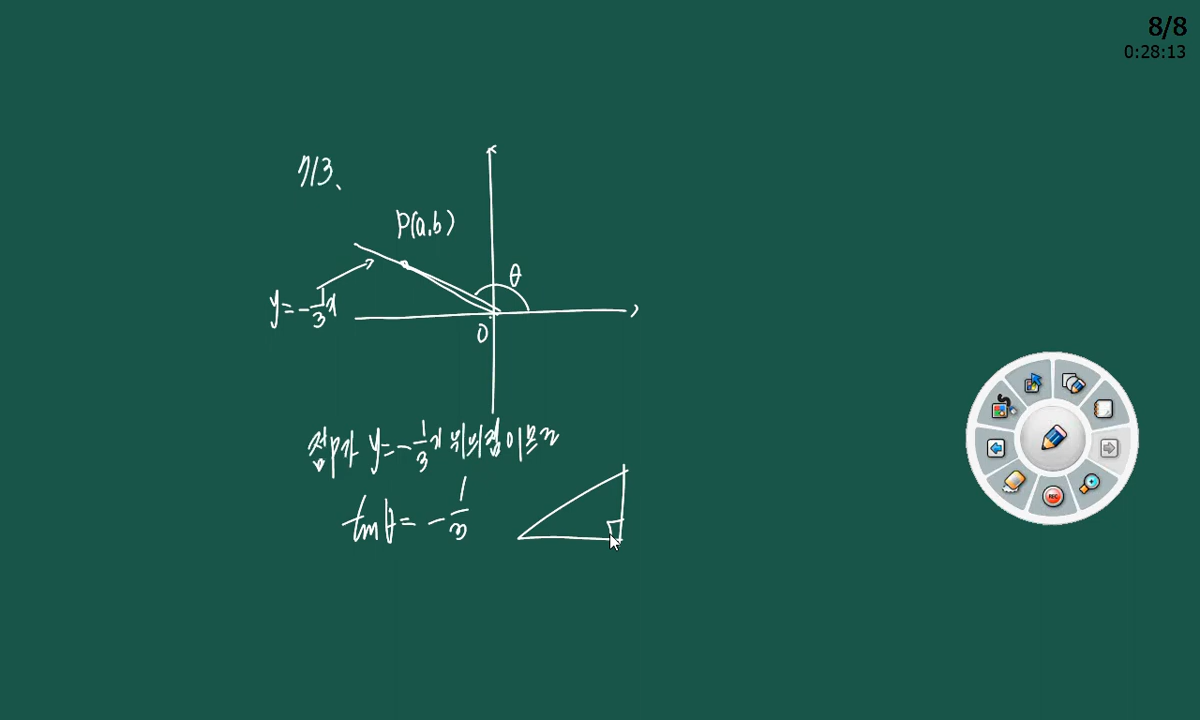 8/8
0:28:13
713.
P(a,b)
θ
y=-1/3x
O
점P가 y=-1/3x 위의 점이므로
tanθ=-1/3
REC